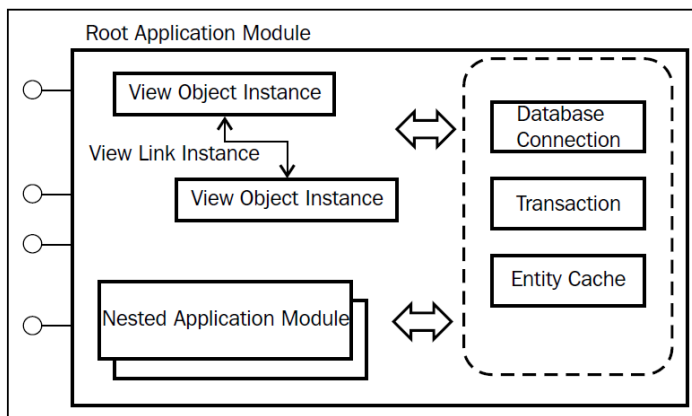 Root Application Module
View Object Instance
View Link Instance
View Object Instance
Nested Application Module
Database
Connection
Transaction
Entity Cache